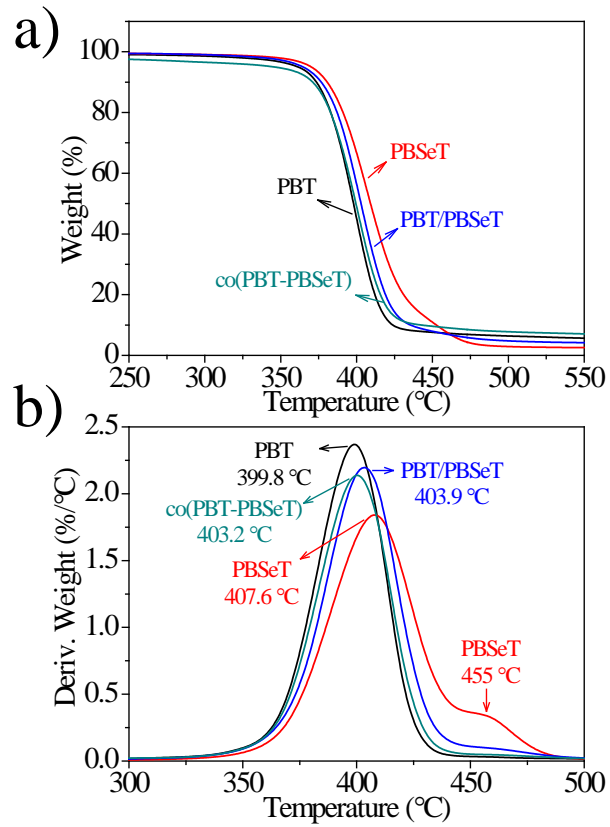 a)
100
80
60
40
20
0
Weight (%)
PBSeT
PBT
PBT/PBSeT
co(PBT-PBSeT)
250 300 350 400 450 500 550
Temperature (℃)
b)
2.5
2.0
1.5
1.0
0.5
0.0
Deriv. Weight (%/℃)
PBT
399.8 ℃
PBT/PBSeT
403.9 ℃
co(PBT-PBSeT)
403.2 ℃
PBSeT
407.6 ℃
PBSeT
455 ℃
300 350 400 450 500
Temperature (℃)